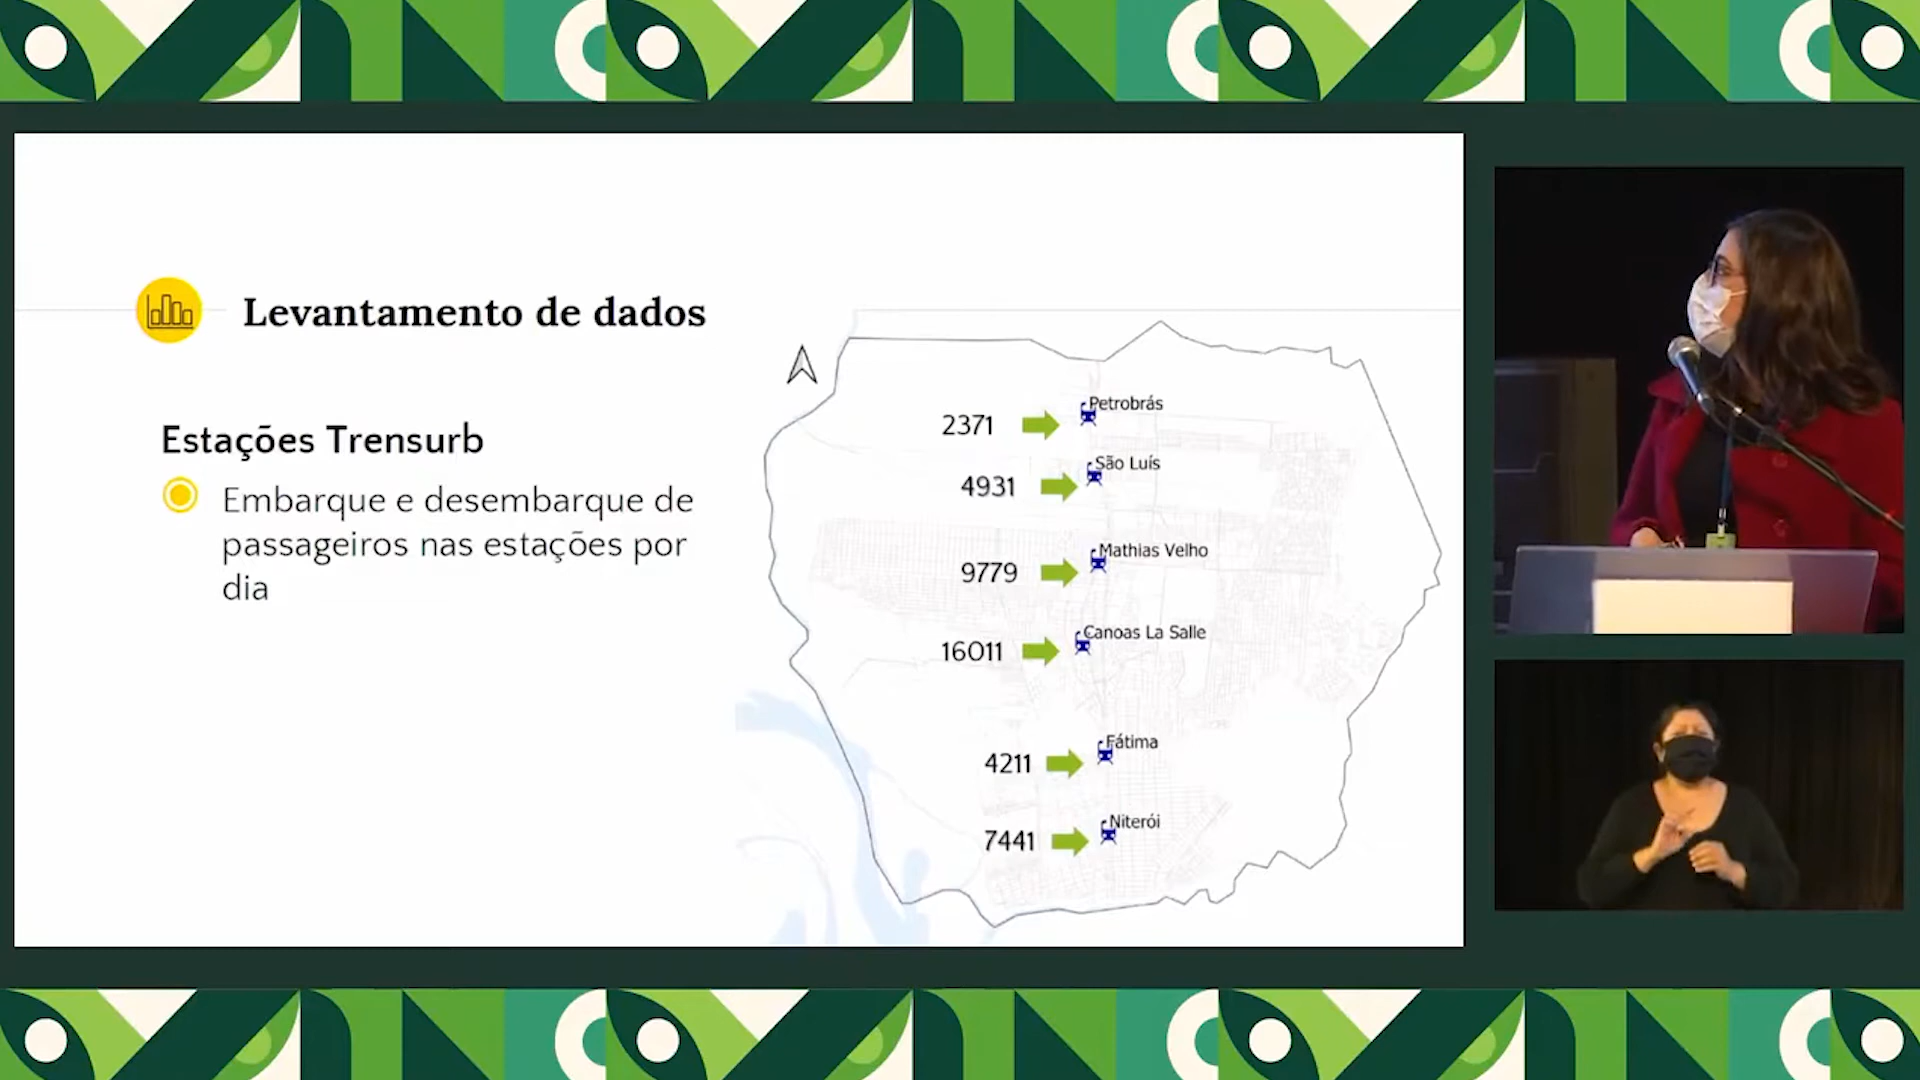 Levantamento de dados
Estações Trensurb
Embarque e desembarque de
passageiros nas estações por
dia
Petrobrás
2371
São Luís
4931
Mathias Velho
9779
Canoas La Salle
16011
Fátima
4211
Niterói
7441